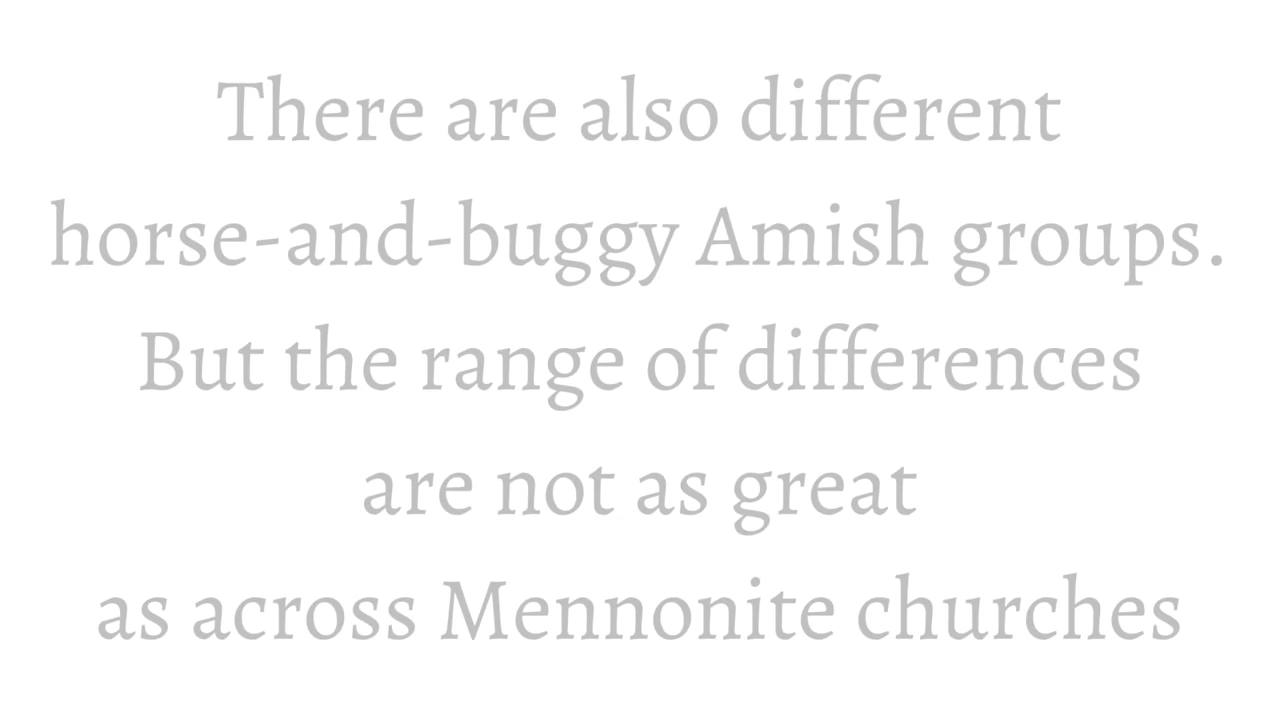 There are also different
horse-and-buggy Amish groups.
But the range of differences
are not as great
as across Mennonite churches